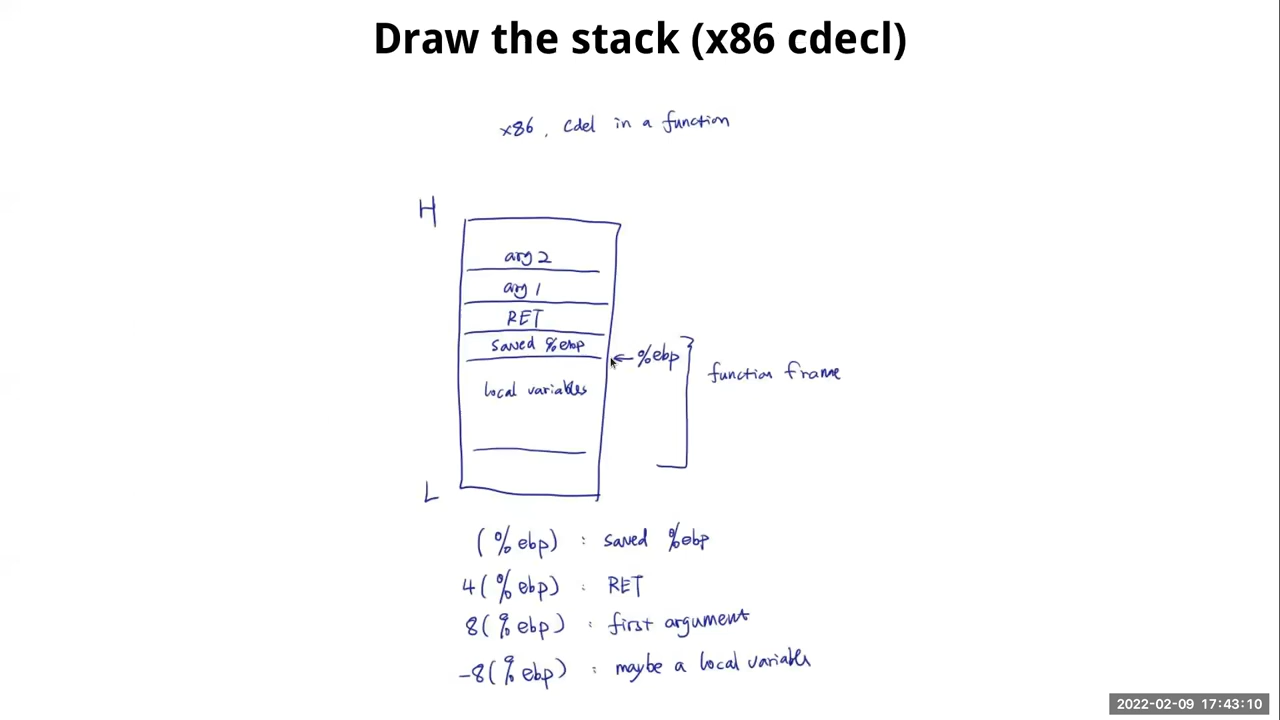 Draw the stack (x86 cdecl)
x86, Cdel in a function
H
arg 2
arg 1
RET
saved %ebp
←%ebp
function frame
local variables
L
(%ebp) : saved %ebp
4(%ebp) : RET
8(%ebp) : first argument
-8(%ebp) : maybe a local variable
2022-02-09 17:43:10